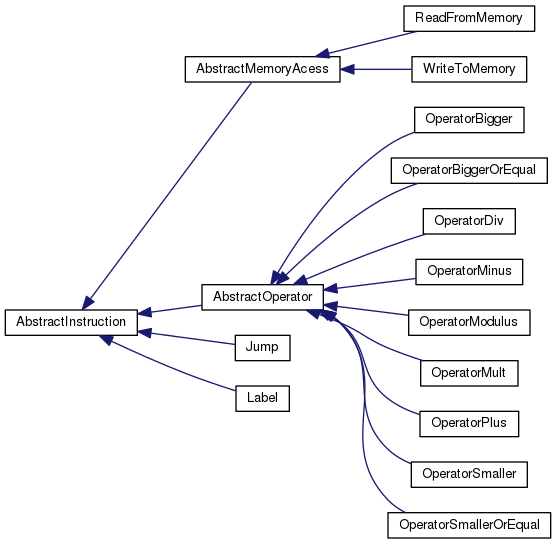 ReadFromMemory
AbstractMemoryAcess
WriteToMemory
OperatorBigger
OperatorBiggerOrEqual
OperatorDiv
OperatorMinus
AbstractOperator
AbstractInstruction
OperatorModulus
Jump
OperatorMult
Label
OperatorPlus
OperatorSmaller
OperatorSmallerOrEqual